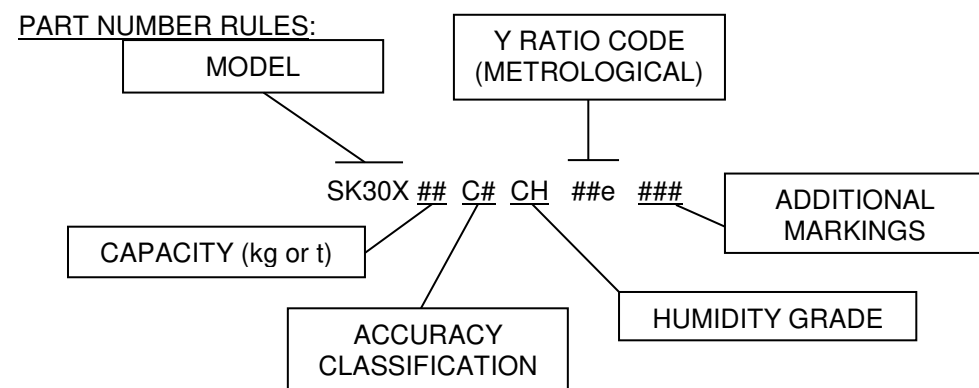 PART NUMBER RULES:
MODEL
Y RATIO CODE
(METROLOGICAL)
SK30X ## C# CH ##e ###
ADDITIONAL
MARKINGS
CAPACITY (kg or t)
HUMIDITY GRADE
ACCURACY
CLASSIFICATION